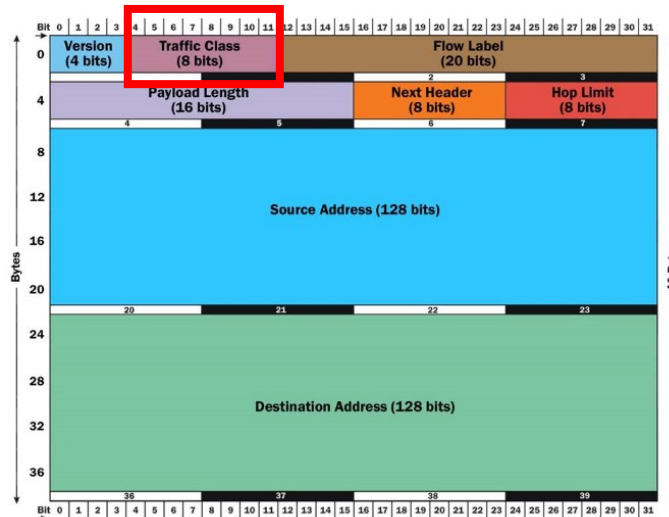 Bit 0 1 2 3 4 5 6 7 8 9 10 11 12 13 14 15 16 17 18 19 20 21 22 23 24 25 26 27 28 29 30 31
0
Version
(4 bits)
Traffic Class
(8 bits)
Flow Label
(20 bits)
2 3
4
Payload Length
(16 bits)
Next Header
(8 bits)
Hop Limit
(8 bits)
4 5 6 7
8
12
16
20
Source Address (128 bits)
Bytes
20 21 22 23
24
28
32
36
Destination Address (128 bits)
36 37 38 39
Bit 0 1 2 3 4 5 6 7 8 9 10 11 12 13 14 15 16 17 18 19 20 21 22 23 24 25 26 27 28 29 30 31